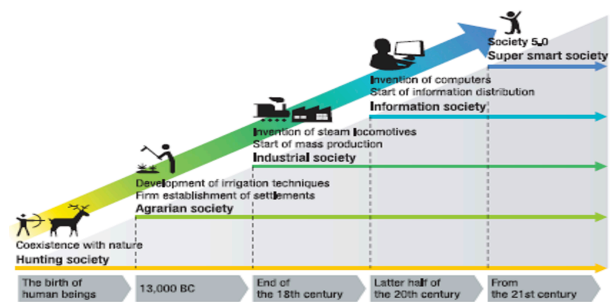 Society 5.0
Super smart society
Invention of computers
Start of information distribution
Information society
Invention of steam locomotives
Start of mass production
Industrial society
Development of irrigation techniques
Firm establishment of settlements
Agrarian society
Coexistence with nature
Hunting society
The birth of
human beings
13,000 BC
End of
the 18th century
Latter half of
the 20th century
From
the 21st century